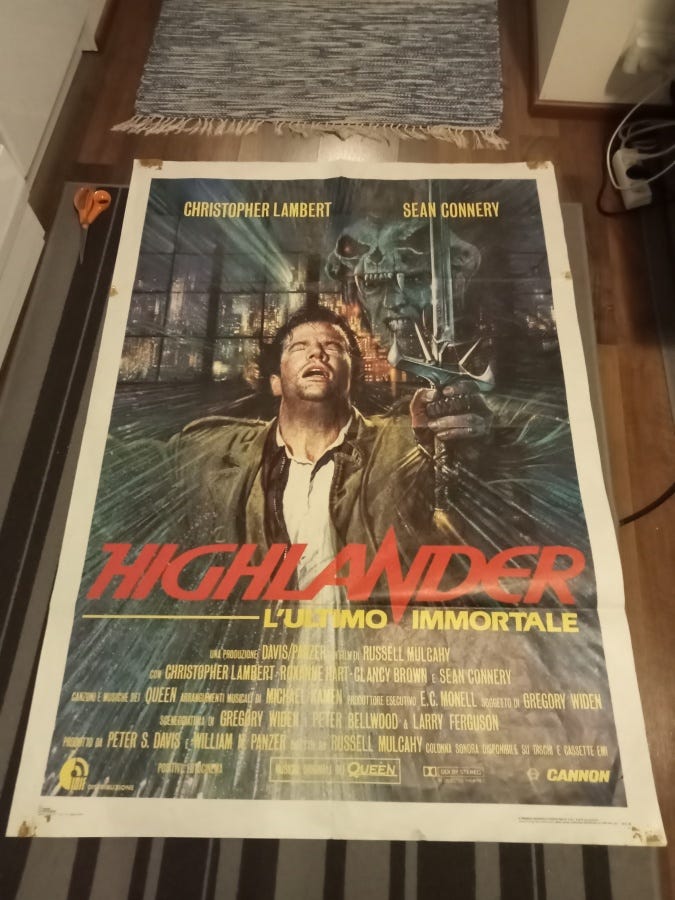 CHRISTOPHER LAMBERT SEAN CONNERY
HIGHLANDER
L'ULTIMO IMMORTALE
UNA PRODUZIONE DAVIS/PANZER UN FILM DI RUSSELL MULCAHY
CON CHRISTOPHER LAMBERT · ROXANNE HART · CLANCY BROWN E SEAN CONNERY
CANZONI E MUSICHE DEI QUEEN ARRANGIAMENTI MUSICALI DI MICHAEL KAMEN PRODUTTORE ESECUTIVO E.C. MONELL SOGGETTO DI GREGORY WIDEN
SCENEGGIATURA DI GREGORY WIDEN E PETER BELLWOOD & LARRY FERGUSON
PRODOTTO DA PETER S. DAVIS E WILLIAM N. PANZER DIRETTO DA RUSSELL MULCAHY COLONNA SONORA DISPONIBILE SU DISCHI E CASSETTE EMI
DISTRIBUZIONE
MUSICHE ORIGINALI DEI QUEEN
DOLBY STEREO
CANNON